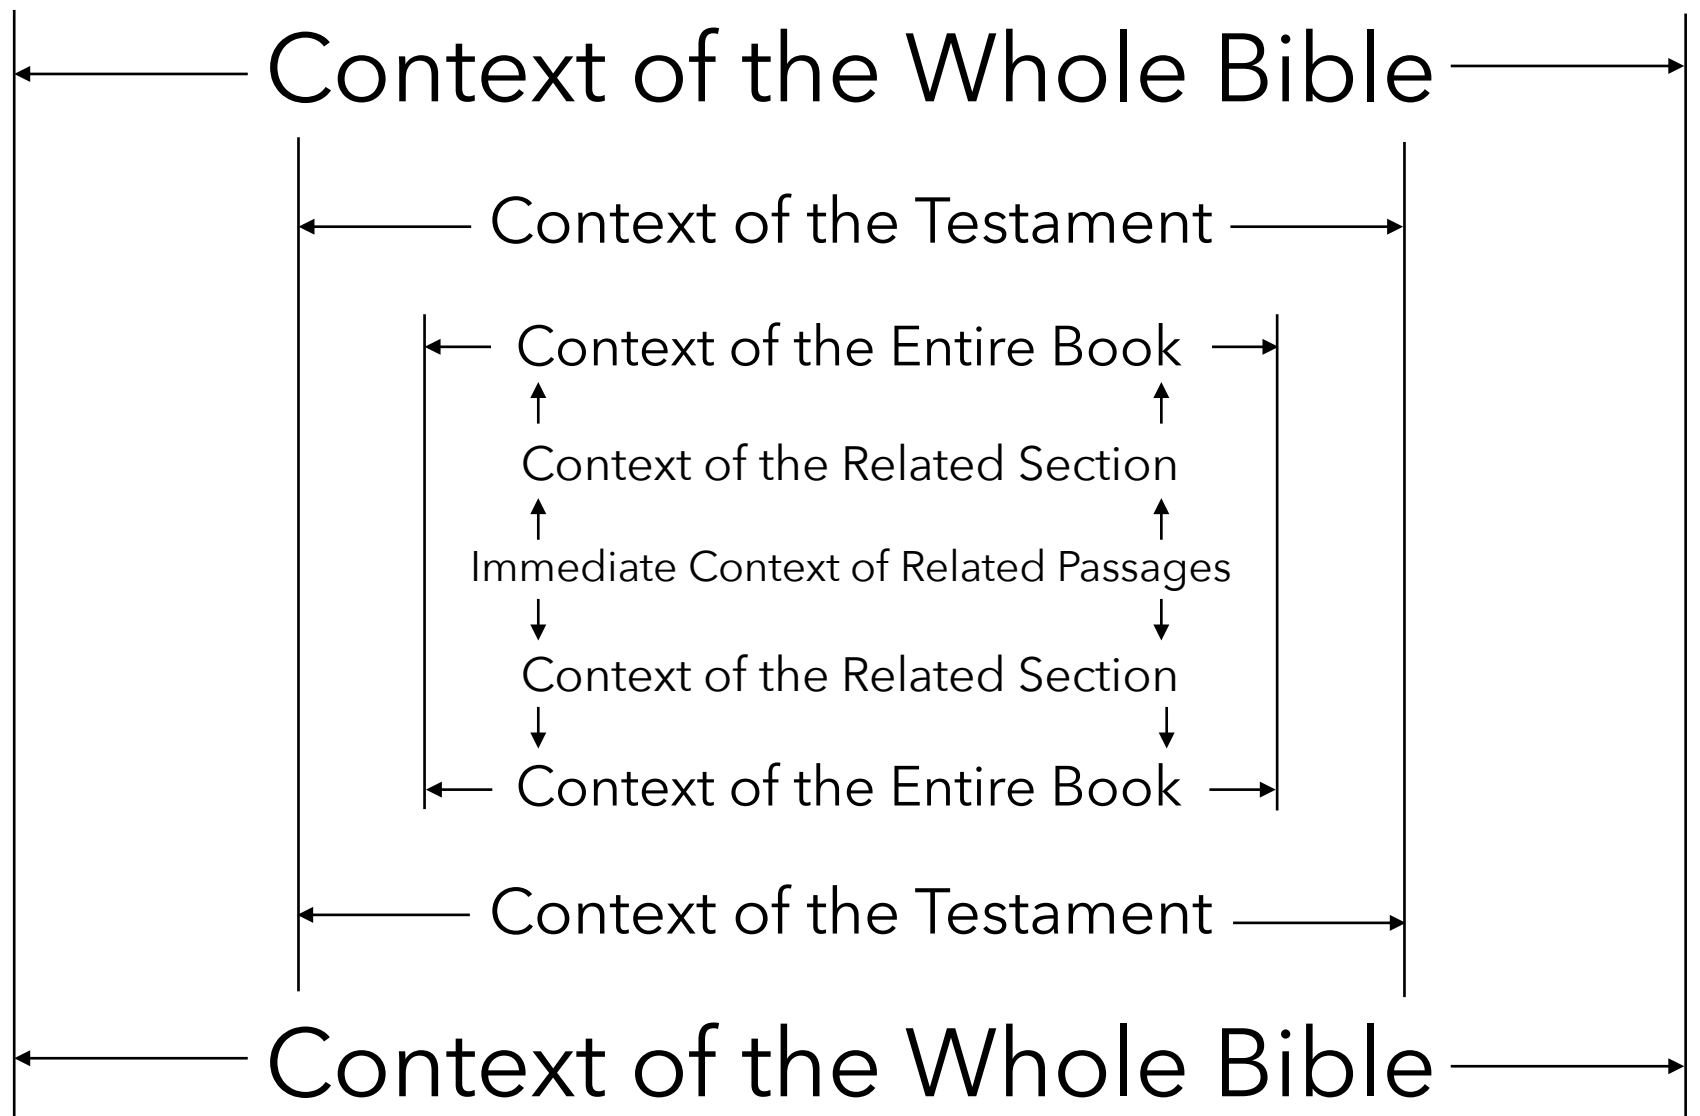 Context of the Whole Bible
Context of the Testament
Context of the Entire Book
Context of the Related Section
Immediate Context of Related Passages
Context of the Related Section
Context of the Entire Book
Context of the Testament
Context of the Whole Bible